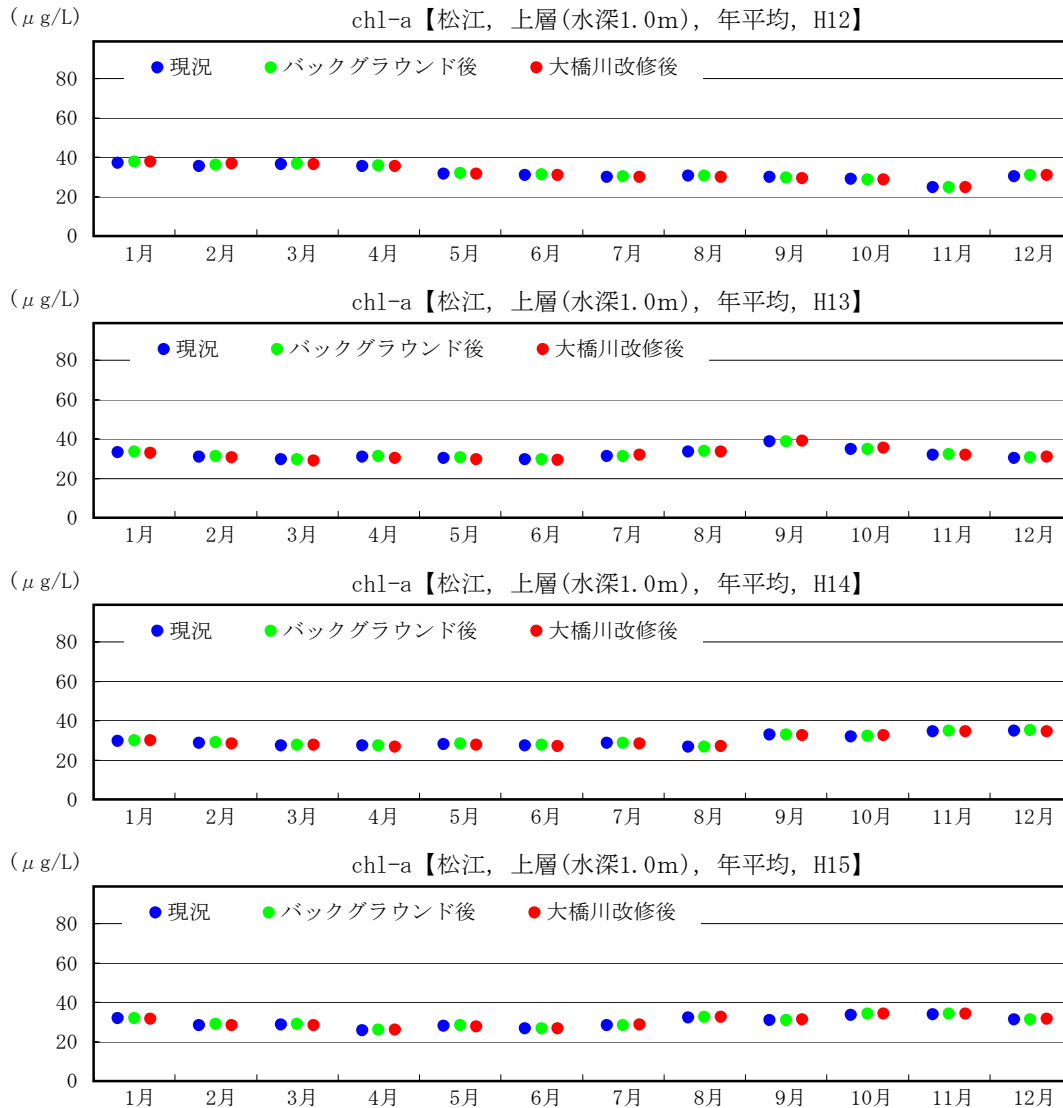 (μg/L)
chl-a【松江, 上層(水深1.0m), 年平均, H12】
80
現況 バックグラウンド後 大橋川改修後
60
40
20
0
1月 2月 3月 4月 5月 6月 7月 8月 9月 10月 11月 12月
(μg/L)
chl-a【松江, 上層(水深1.0m), 年平均, H13】
現況 バックグラウンド後 大橋川改修後
80
60
40
20
0
1月 2月 3月 4月 5月 6月 7月 8月 9月 10月 11月 12月
(μg/L)
chl-a【松江, 上層(水深1.0m), 年平均, H14】
現況 バックグラウンド後 大橋川改修後
80
60
40
20
0
1月 2月 3月 4月 5月 6月 7月 8月 9月 10月 11月 12月
(μg/L)
chl-a【松江, 上層(水深1.0m), 年平均, H15】
現況 バックグラウンド後 大橋川改修後
80
60
40
20
0
1月 2月 3月 4月 5月 6月 7月 8月 9月 10月 11月 12月